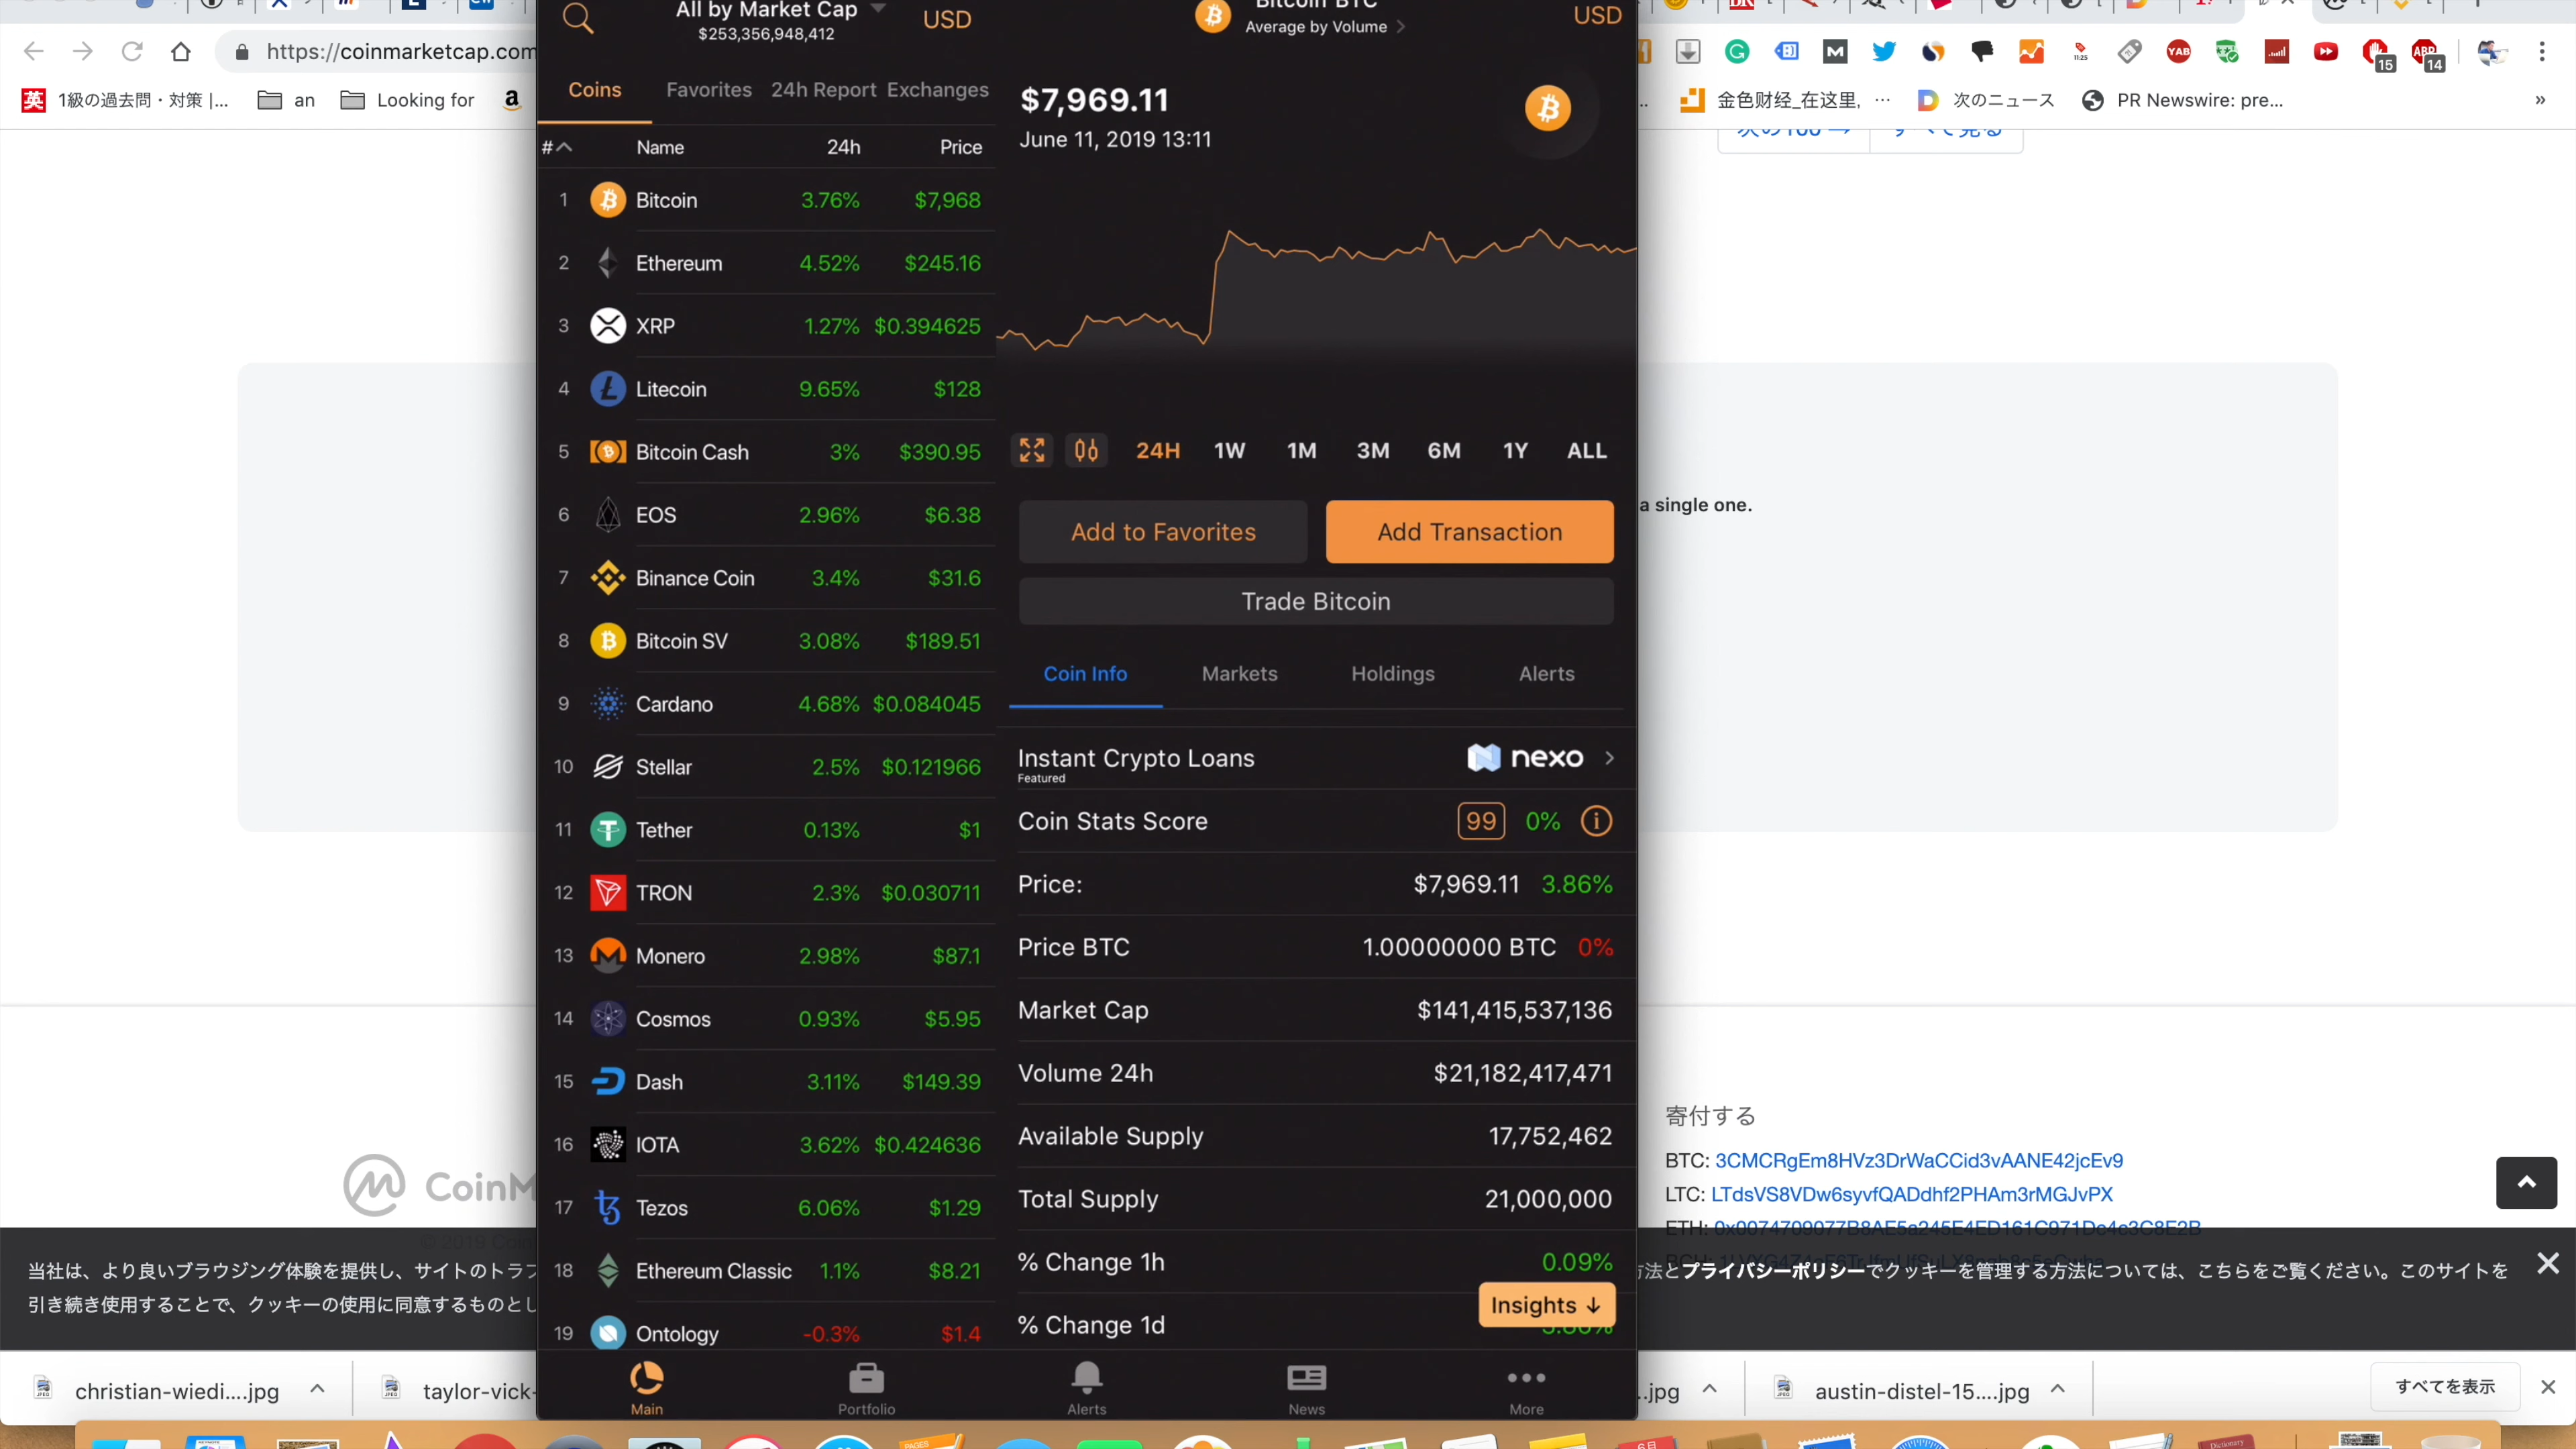 https://coinmarketcap.com
1級の過去問・対策 |...
an
Looking for
金色财经_在这里, ...
次のニュース
PR Newswire: pre...
»
YAB
15
ABP
14
All by Market Cap
$253,356,948,412
USD
Average by Volume
USD
Coins
Favorites
24h Report
Exchanges
$7,969.11
June 11, 2019 13:11
# Name 24h Price
1 Bitcoin 3.76% $7,968
2 Ethereum 4.52% $245.16
3 XRP 1.27% $0.394625
4 Litecoin 9.65% $128
5 Bitcoin Cash 3% $390.95
6 EOS 2.96% $6.38
7 Binance Coin 3.4% $31.6
8 Bitcoin SV 3.08% $189.51
9 Cardano 4.68% $0.084045
10 Stellar 2.5% $0.121966
11 Tether 0.13% $1
12 TRON 2.3% $0.030711
13 Monero 2.98% $87.1
14 Cosmos 0.93% $5.95
15 Dash 3.11% $149.39
16 IOTA 3.62% $0.424636
17 Tezos 6.06% $1.29
18 Ethereum Classic 1.1% $8.21
19 Ontology -0.3% $1.4
24H 1W 1M 3M 6M 1Y ALL
Add to Favorites
Add Transaction
Trade Bitcoin
Coin Info
Markets
Holdings
Alerts
Instant Crypto Loans
Featured
nexo
Coin Stats Score 99 0%
Price: $7,969.11 3.86%
Price BTC 1.00000000 BTC 0%
Market Cap $141,415,537,136
Volume 24h $21,182,417,471
Available Supply 17,752,462
Total Supply 21,000,000
% Change 1h 0.09%
% Change 1d
Insights ↓
Main
Portfolio
Alerts
News
More
a single one.
寄付する
BTC: 3CMCRgEm8HVz3DrWaCCid3vAANE42jcEv9
LTC: LTdsVS8VDw6syvfQADdhf2PHAm3rMGJvPX
CoinM
当社は、より良いブラウジング体験を提供し、サイトのトラフ
引き続き使用することで、クッキーの使用に同意するものとし
方法とプライバシーポリシーでクッキーを管理する方法については、こちらをご覧ください。このサイトを
christian-wiedi....jpg
taylor-vick-
.jpg
austin-distel-15....jpg
すべてを表示